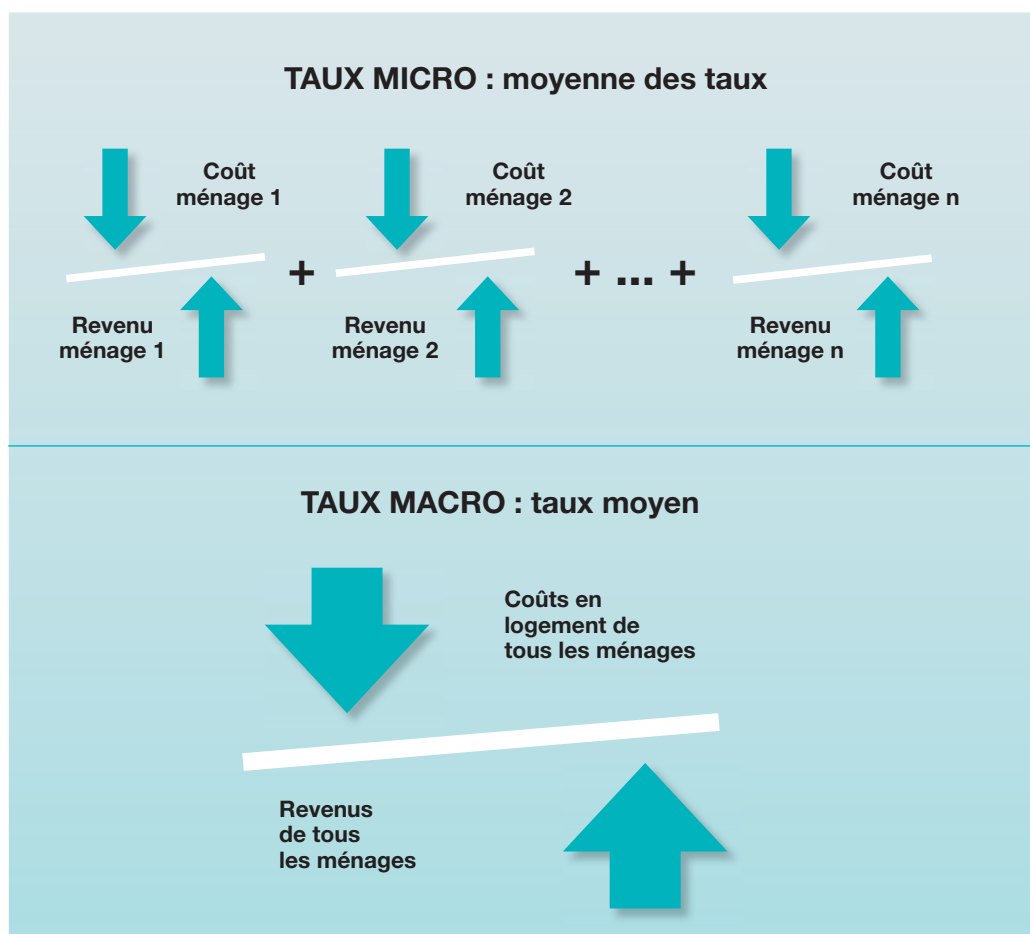 TAUX MICRO : moyenne des taux
Coût
ménage 1
Coût
ménage 2
Coût
ménage n
+
+ ... +
Revenu
ménage 1
Revenu
ménage 2
Revenu
ménage n
TAUX MACRO : taux moyen
Coûts en
logement de
tous les ménages
Revenus
de tous
les ménages